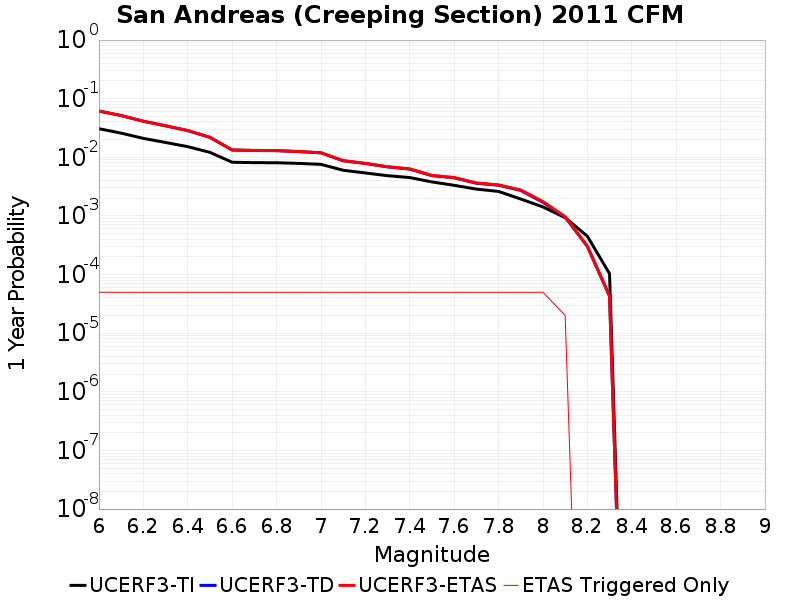 San Andreas (Creeping Section) 2011 CFM
1 Year Probability
10^0
10^-1
10^-2
10^-3
10^-4
10^-5
10^-6
10^-7
10^-8
6 6.2 6.4 6.6 6.8 7 7.2 7.4 7.6 7.8 8 8.2 8.4 8.6 8.8 9
Magnitude
UCERF3-TI UCERF3-TD UCERF3-ETAS ETAS Triggered Only